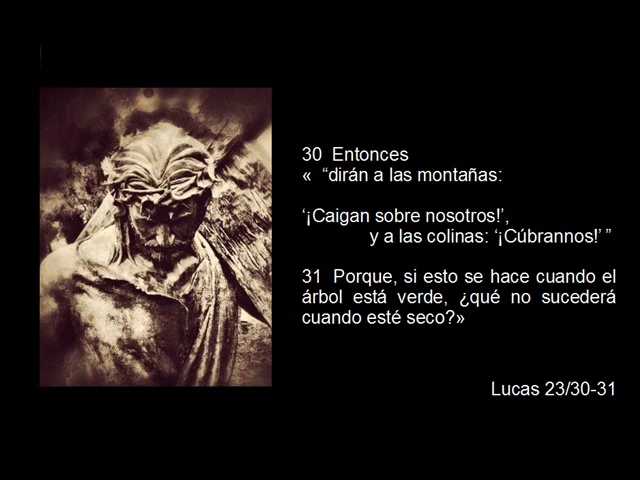 30 Entonces
« “dirán a las montañas:
‘¡Caigan sobre nosotros!’,
y a las colinas: ‘¡Cúbrannos!’ ”
31 Porque, si esto se hace cuando el
árbol está verde, ¿qué no sucederá
cuando esté seco?»
Lucas 23/30-31